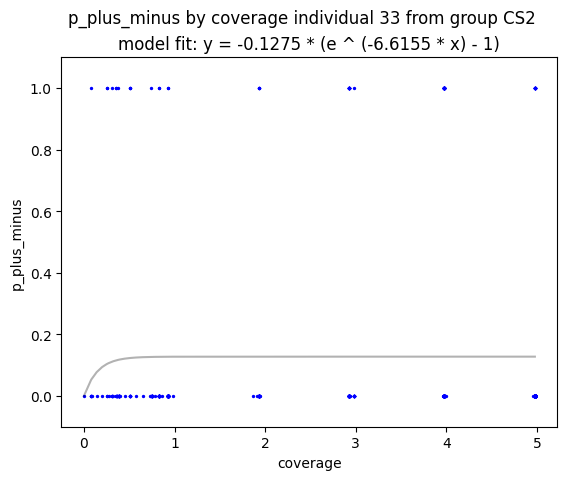 p_plus_minus by coverage individual 33 from group CS2
model fit: y = -0.1275 * (e ^ (-6.6155 * x) - 1)
1.0
0.8
0.6
0.4
0.2
0.0
p_plus_minus
0 1 2 3 4 5
coverage